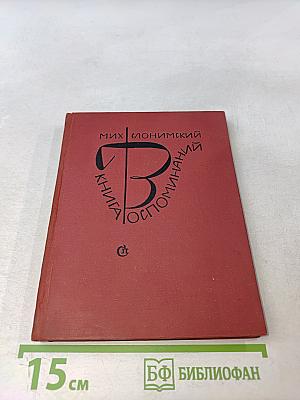 МИХ СЛОНИМСКИЙ
КНИГА
ВОСПОМИНАНИЙ
15 см
БФ БИБЛИОФАН